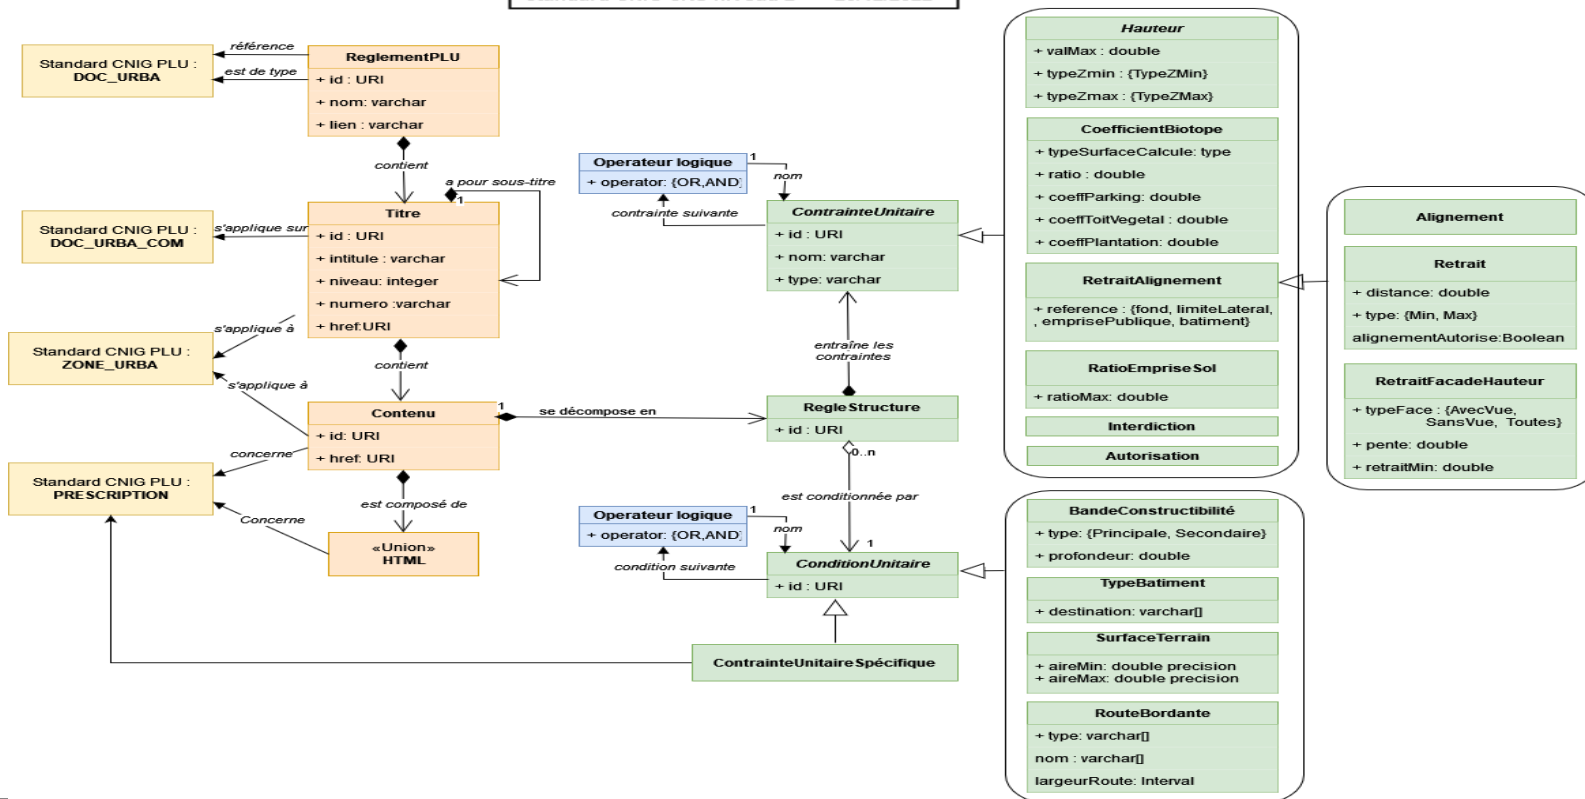 Standard CNIG PLU :
DOC_URBA
référence
est de type
ReglementPLU
+ id : URI
+ nom: varchar
+ lien : varchar
contient
a pour sous-titre
1
Standard CNIG PLU :
DOC_URBA_COM
s'applique sur
Titre
+ id : URI
+ intitule : varchar
+ niveau: integer
+ numero :varchar
+ href:URI
s'applique à
contient
Standard CNIG PLU :
ZONE_URBA
s'applique à
Contenu
+ id: URI
+ href: URI
1
se décompose en
concerne
Standard CNIG PLU :
PRESCRIPTION
Concerne
est composé de
«Union»
HTML
Operateur logique
+ operator: {OR,AND}
1
nom
contrainte suivante
ContrainteUnitaire
+ id : URI
+ nom: varchar
+ type: varchar
entraîne les
contraintes
RegleStructure
+ id : URI
0..n
est conditionnée par
1
Operateur logique
+ operator: {OR,AND}
1
nom
condition suivante
ConditionUnitaire
+ id : URI
ContrainteUnitaireSpécifique
Hauteur
+ valMax : double
+ typeZmin : {TypeZMin}
+ typeZmax : {TypeZMax}
CoefficientBiotope
+ typeSurfaceCalcule: type
+ ratio : double
+ coeffParking: double
+ coeffToitVegetal : double
+ coeffPlantation: double
RetraitAlignement
+ reference : {fond, limiteLateral,
, emprisePublique, batiment}
RatioEmpriseSol
+ ratioMax: double
Interdiction
Autorisation
Alignement
Retrait
+ distance: double
+ type: {Min, Max}
alignementAutorise:Boolean
RetraitFacadeHauteur
+ typeFace : {AvecVue,
SansVue, Toutes}
+ pente: double
+ retraitMin: double
BandeConstructibilité
+ type: {Principale, Secondaire}
+ profondeur: double
TypeBatiment
+ destination: varchar[]
SurfaceTerrain
+ aireMin: double precision
+ aireMax: double precision
RouteBordante
+ type: varchar[]
nom : varchar[]
largeurRoute: Interval